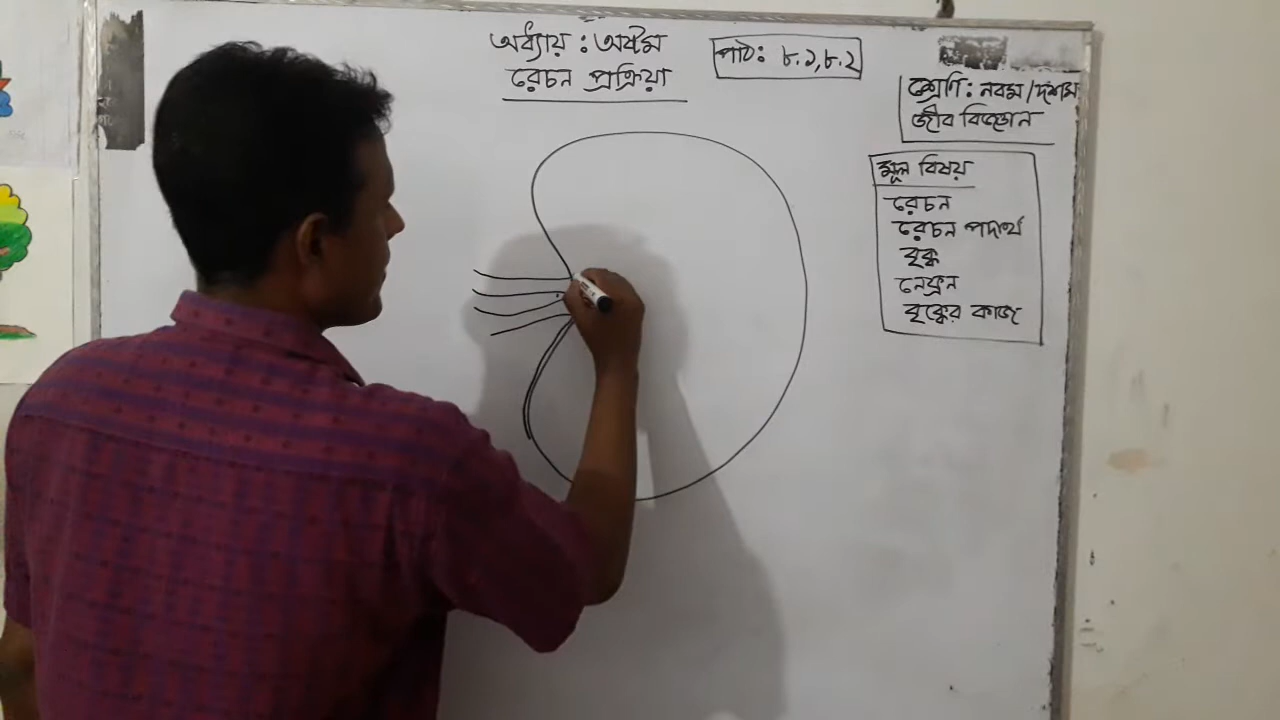 অধ্যায় : অষ্টম
রেচন প্রক্রিয়া
পাঠ: ৮.১,৮.২
শ্রেণি: নবম/দশম
জীব বিজ্ঞান
মূল বিষয়
রেচন
রেচন পদার্থ
বৃক্ক
নেফ্রন
বৃক্কের কাজ